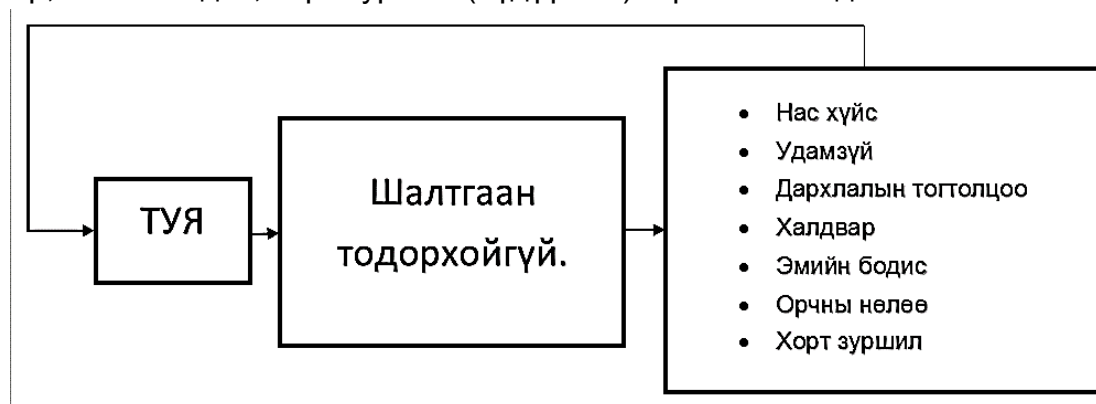 ТУЯ
Шалтгаан
тодорхойгүй.
• Нас хүйс
• Удамзүй
• Дархлалын тогтолцоо
• Халдвар
• Эмийн бодис
• Орчны нөлөө
• Хорт зуршил